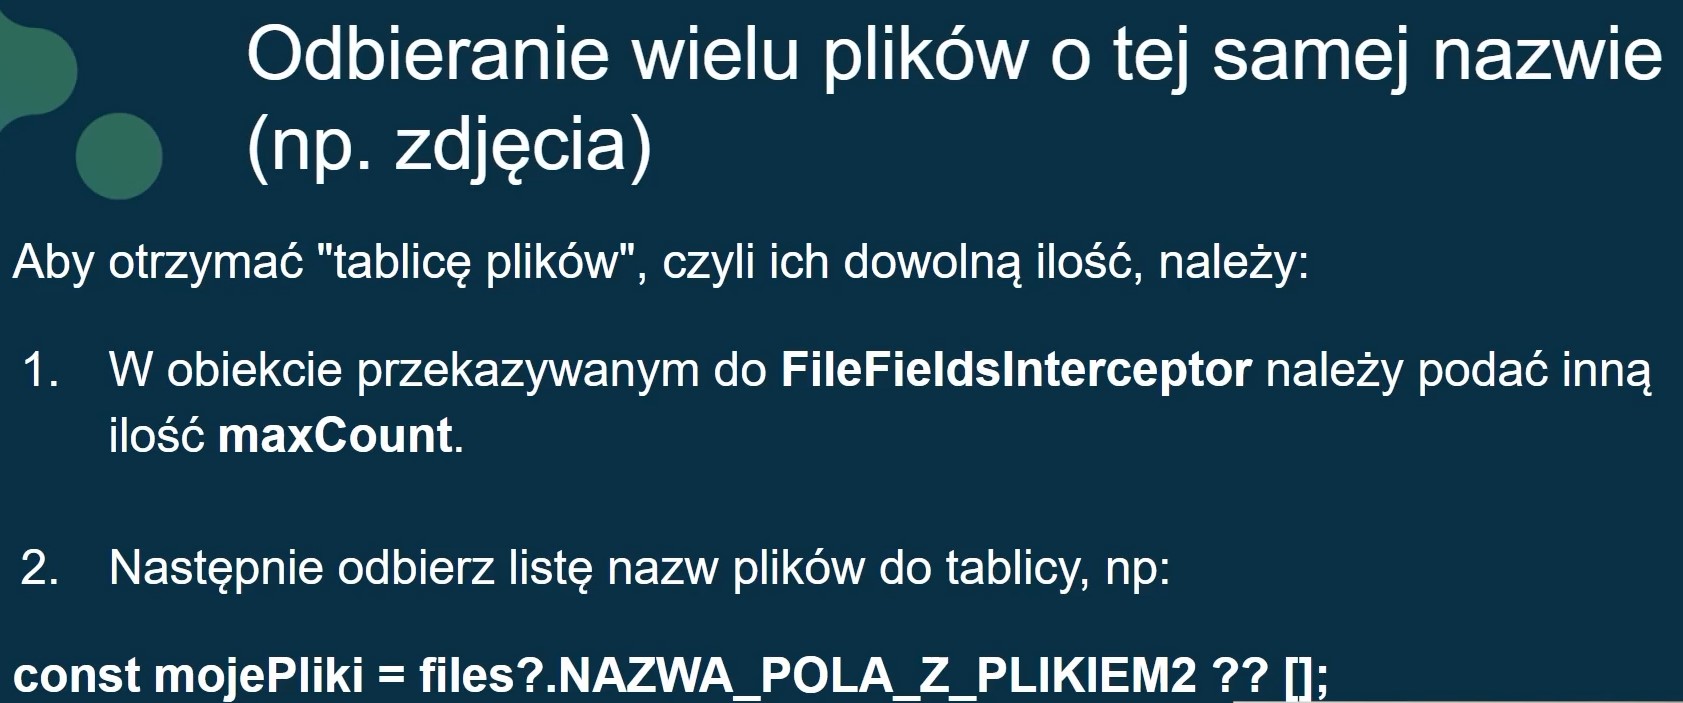 Odbieranie wielu plików o tej samej nazwie
(np. zdjęcia)
Aby otrzymać "tablicę plików", czyli ich dowolną ilość, należy:
1. W obiekcie przekazywanym do FileFieldsInterceptor należy podać inną
ilość maxCount.
2. Następnie odbierz listę nazw plików do tablicy, np:
const mojePliki = files?.NAZWA_POLA_Z_PLIKIEM2 ?? [];